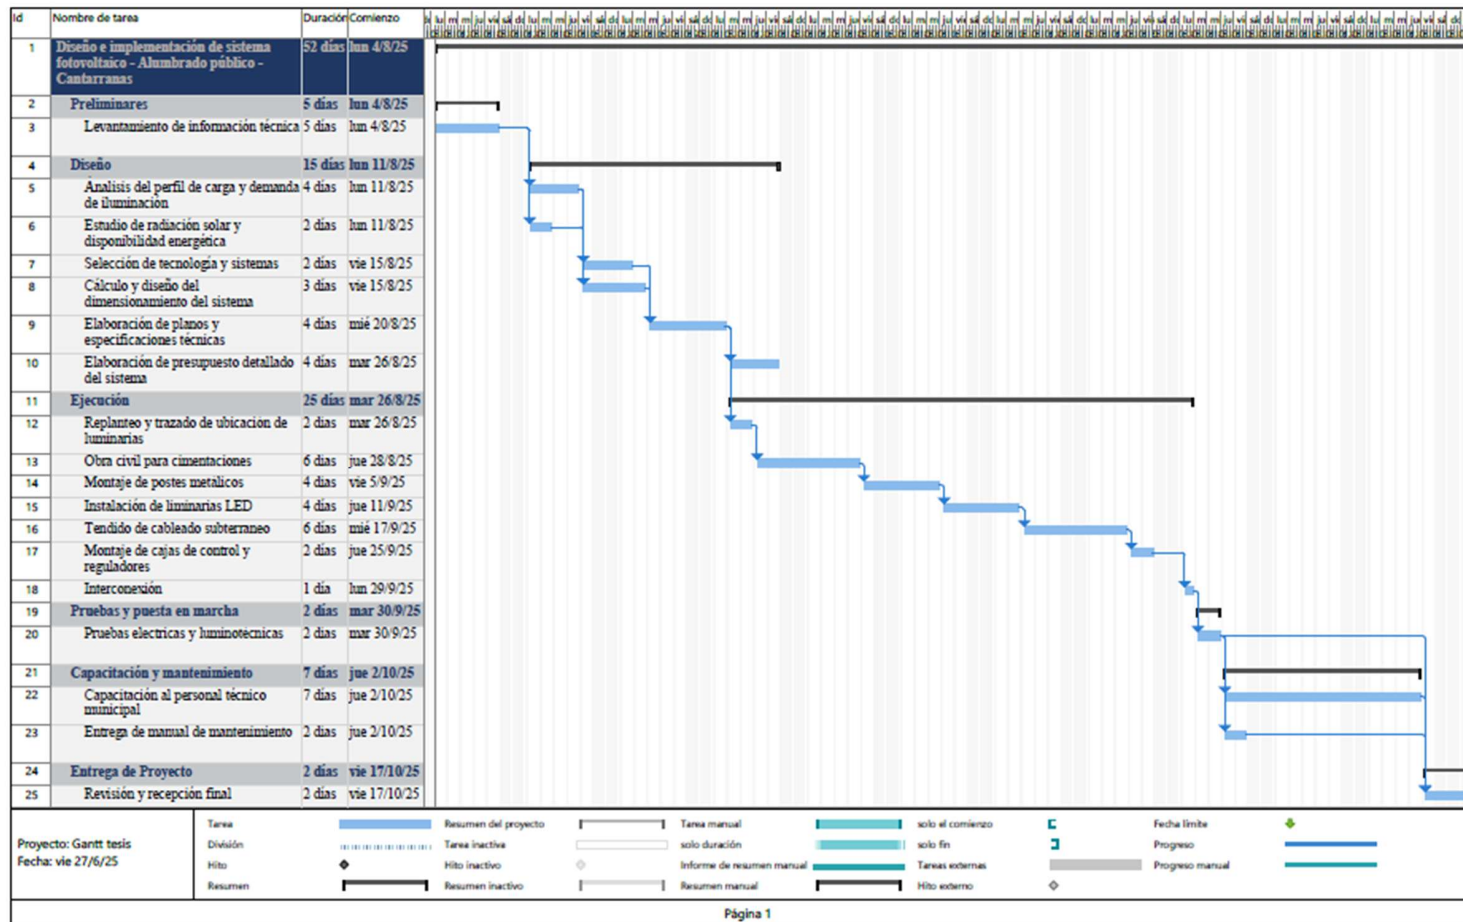 Id Nombre de tarea Duración Comienzo
1 Diseño e implementación de sistema 52 días lun 4/8/25
fotovoltaico - Alumbrado público -
Cantarranas
2 Preliminares 5 días lun 4/8/25
3 Levantamiento de información técnica 5 días lun 4/8/25
4 Diseño 15 días lun 11/8/25
5 Análisis del perfil de carga y demanda 4 días lun 11/8/25
de iluminación
6 Estudio de radiación solar y 2 días lun 11/8/25
disponibilidad energética
7 Selección de tecnología y sistemas 2 días vie 15/8/25
8 Cálculo y diseño del 3 días vie 15/8/25
dimensionamiento del sistema
9 Elaboración de planos y 4 días mié 20/8/25
especificaciones técnicas
10 Elaboración de presupuesto detallado 4 días mar 26/8/25
del sistema
11 Ejecución 25 días mar 26/8/25
12 Replanteo y trazado de ubicación de 2 días mar 26/8/25
luminarias
13 Obra civil para cimentaciones 6 días jue 28/8/25
14 Montaje de postes metálicos 4 días vie 5/9/25
15 Instalación de liminarias LED 4 días jue 11/9/25
16 Tendido de cableado subterraneo 6 días mié 17/9/25
17 Montaje de cajas de control y 2 días jue 25/9/25
reguladores
18 Interconexión 1 día lun 29/9/25
19 Pruebas y puesta en marcha 2 días mar 30/9/25
20 Pruebas electricas y luminotécnicas 2 días mar 30/9/25
21 Capacitación y mantenimiento 7 días jue 2/10/25
22 Capacitación al personal técnico 7 días jue 2/10/25
municipal
23 Entrega de manual de mantenimiento 2 días jue 2/10/25
24 Entrega de Proyecto 2 días vie 17/10/25
25 Revisión y recepción final 2 días vie 17/10/25
Proyecto: Gantt tesis
Fecha: vie 27/6/25
Tarea Resumen del proyecto Tarea manual solo el comienzo Fecha límite
División Tarea inactiva solo duración solo fin Progreso
Hito Hito inactivo Informe de resumen manual Tareas externas Progreso manual
Resumen Resumen inactivo Resumen manual Hito externo
Página 1